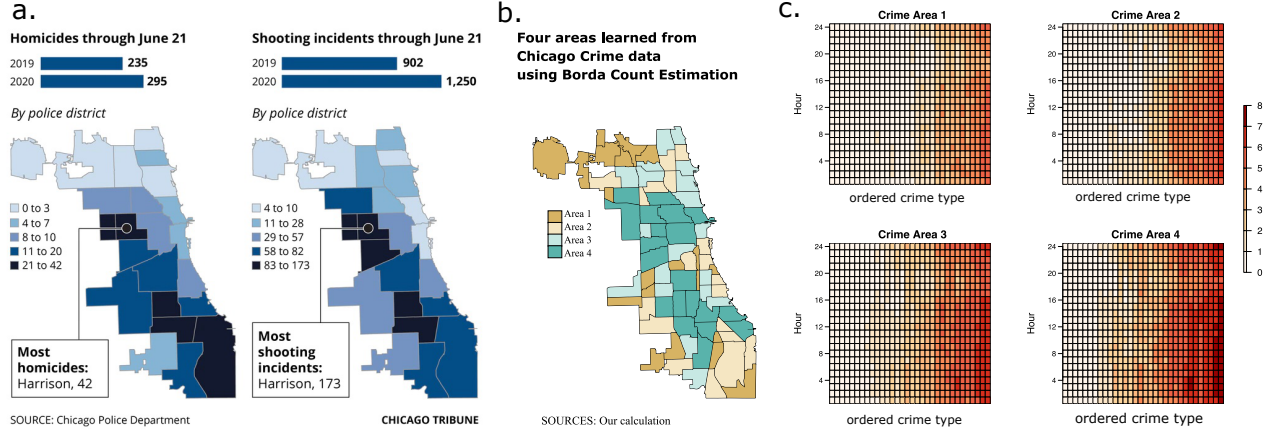 a.
Homicides through June 21
2019 235
2020 295
By police district
0 to 3
4 to 7
8 to 10
11 to 20
21 to 42
Most
homicides:
Harrison, 42
SOURCE: Chicago Police Department
Shooting incidents through June 21
2019 902
2020 1,250
By police district
4 to 10
11 to 28
29 to 57
58 to 82
83 to 173
Most
shooting
incidents:
Harrison, 173
CHICAGO TRIBUNE
b.
Four areas learned from
Chicago Crime data
using Borda Count Estimation
Area 1
Area 2
Area 3
Area 4
SOURCES: Our calculation
c.
Crime Area 1
24
20
16
12
8
4
Hour
ordered crime type
Crime Area 2
24
20
16
12
8
4
Hour
ordered crime type
Crime Area 3
24
20
16
12
8
4
Hour
ordered crime type
Crime Area 4
24
20
16
12
8
4
Hour
ordered crime type
8
7
6
5
4
3
2
1
0